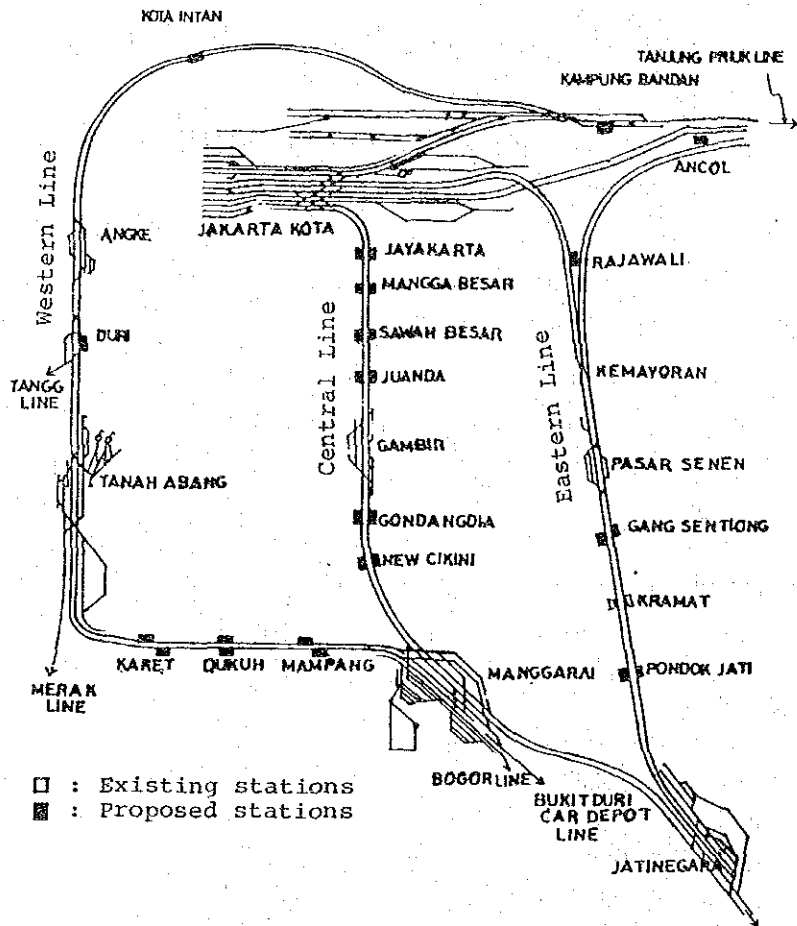 KOTA INTAN
TANJUNG PRIUK LINE
KAMPUNG BANDAN
ANCOL
JAKARTA KOTA
Western Line
ANGKE
DURI
TANGG
LINE
TANAH ABANG
MERAK
LINE
KARET
DUKUH
MAMPANG
Central Line
JAYAKARTA
MANGGA BESAR
SAWAH BESAR
JUANDA
GAMBIR
GONDANGDIA
NEW CIKINI
MANGGARAI
Eastern Line
RAJAWALI
KEMAYORAN
PASAR SENEN
GANG SENTIONG
KRAMAT
PONDOK JATI
BOGOR LINE
BUKIT DURI
CAR DEPOT
LINE
JATINEGARA
: Existing stations
: Proposed stations